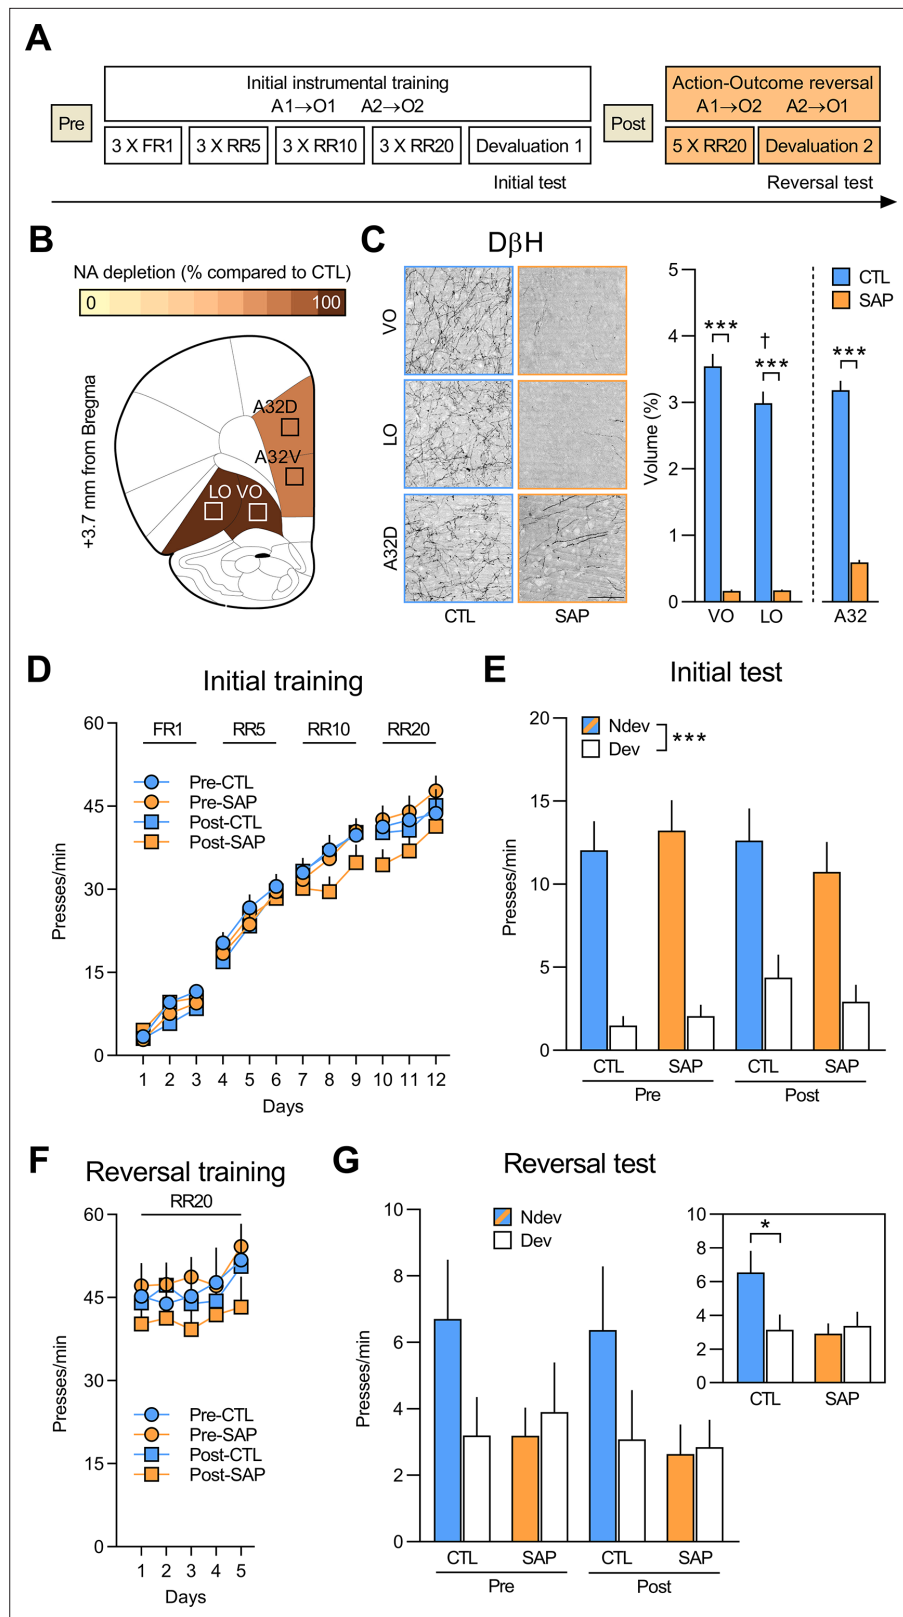 A
Initial instrumental training
A1→O1 A2→O2
Action-Outcome reversal
A1→O2 A2→O1
Pre
Post
3 X FR1
3 X RR5
3 X RR10
3 X RR20
Devaluation 1
5 X RR20
Devaluation 2
Initial test
Reversal test
B
NA depletion (% compared to CTL)
0
100
+3.7 mm from Bregma
A32D
A32V
LO VO
C
DβH
VO
LO
A32D
CTL
SAP
Volume (%)
5
4
3
2
1
0
CTL
SAP
***
†
***
***
VO
LO
A32
D
Initial training
FR1
RR5
RR10
RR20
Pre-CTL
Pre-SAP
Post-CTL
Post-SAP
Presses/min
60
45
30
15
0
1 2 3 4 5 6 7 8 9 10 11 12
Days
E
Initial test
Ndev
Dev
***
Presses/min
20
15
10
5
0
CTL SAP CTL SAP
Pre Post
F
Reversal training
RR20
Presses/min
60
45
30
15
0
Pre-CTL
Pre-SAP
Post-CTL
Post-SAP
1 2 3 4 5
Days
G
Reversal test
Ndev
Dev
Presses/min
10
8
6
4
2
0
CTL SAP CTL SAP
Pre Post
10
8
6
4
2
0
*
CTL SAP